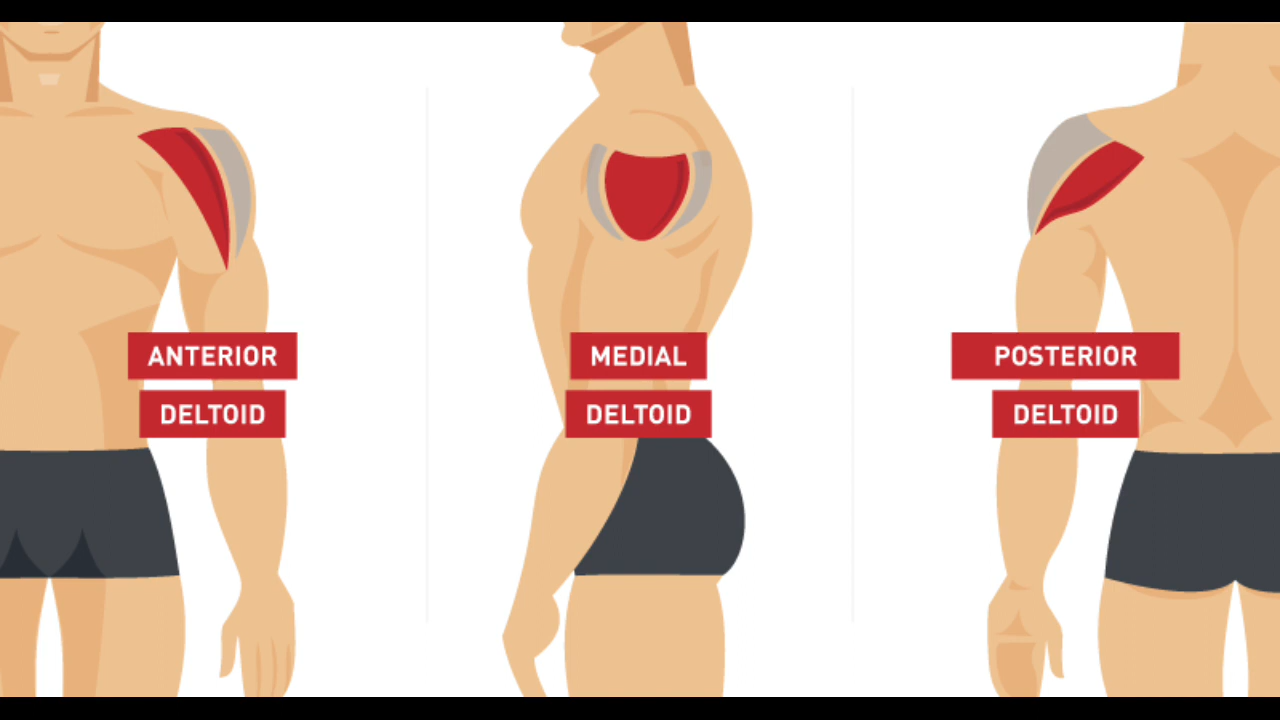 ANTERIOR
DELTOID
MEDIAL
DELTOID
POSTERIOR
DELTOID